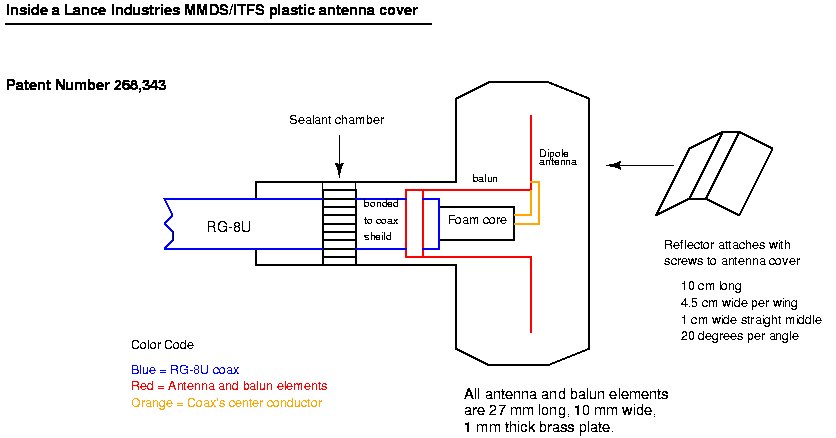 Inside a Lance Industries MMDS/ITFS plastic antenna cover
Patent Number 268,343
Sealant chamber
Dipole
antenna
balun
bonded
to coax
sheild
RG-8U
Foam core
Reflector attaches with
screws to antenna cover
10 cm long
4.5 cm wide per wing
1 cm wide straight middle
20 degrees per angle
Color Code
Blue = RG-8U coax
Red = Antenna and balun elements
Orange = Coax's center conductor
All antenna and balun elements
are 27 mm long, 10 mm wide,
1 mm thick brass plate.